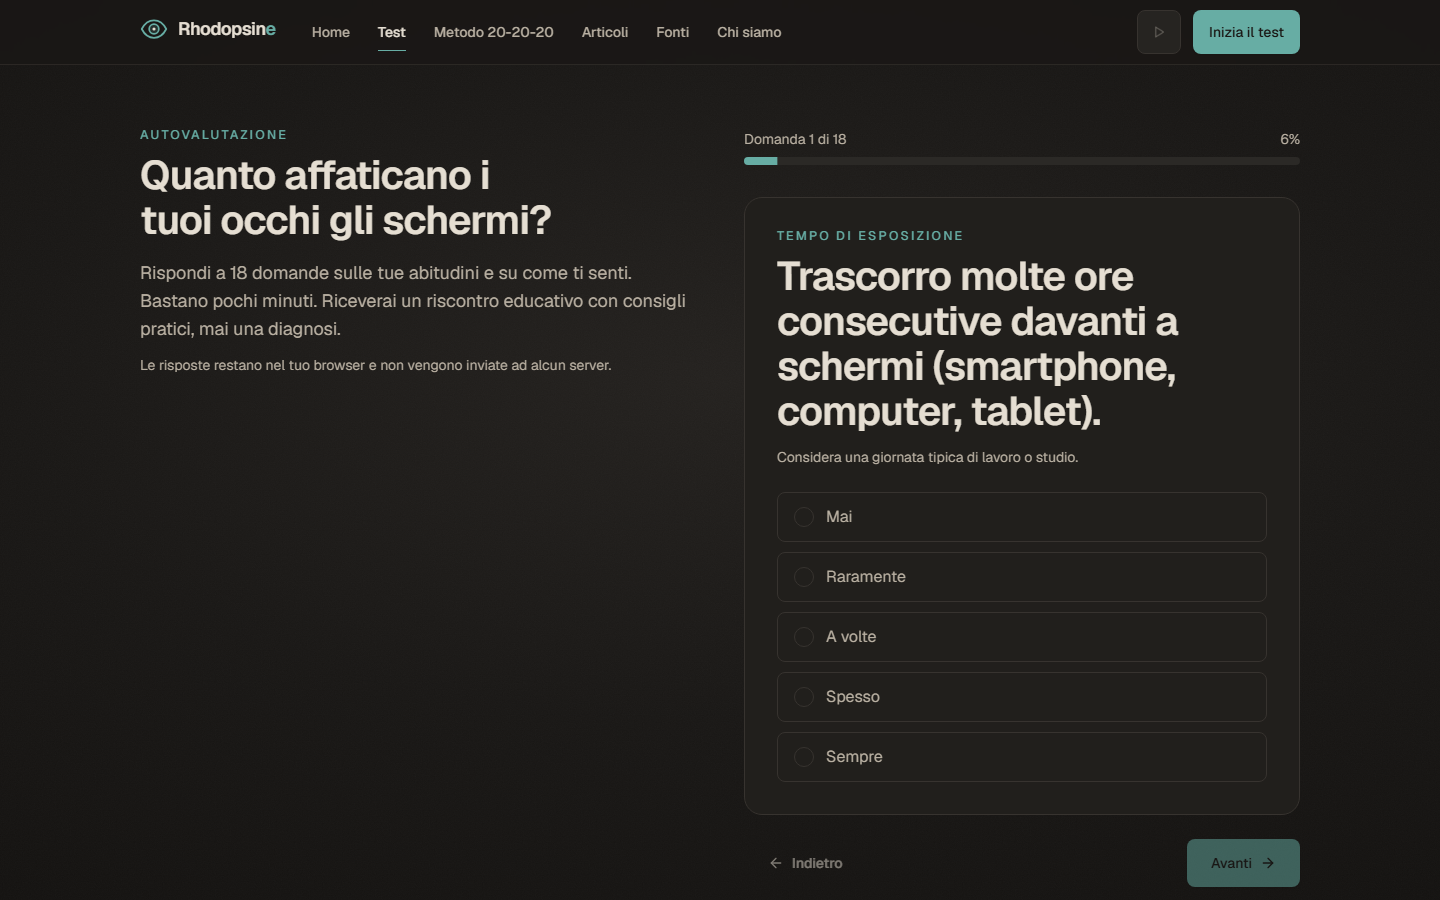 Rhodopsine
Home
Test
Metodo 20-20-20
Articoli
Fonti
Chi siamo
Inizia il test
AUTOVALUTAZIONE
Quanto affaticano i
tuoi occhi gli schermi?
Rispondi a 18 domande sulle tue abitudini e su come ti senti.
Bastano pochi minuti. Riceverai un riscontro educativo con consigli
pratici, mai una diagnosi.
Le risposte restano nel tuo browser e non vengono inviate ad alcun server.
Domanda 1 di 18
6%
TEMPO DI ESPOSIZIONE
Trascorro molte ore
consecutive davanti a
schermi (smartphone,
computer, tablet).
Considera una giornata tipica di lavoro o studio.
Mai
Raramente
A volte
Spesso
Sempre
Indietro
Avanti